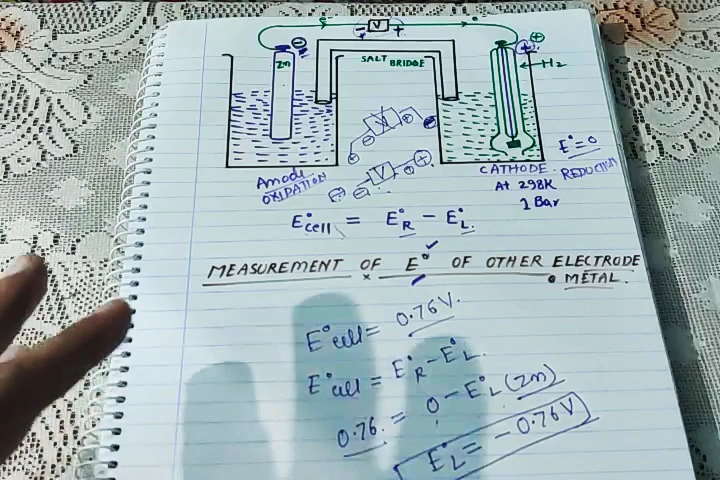 e⁻ V e⁻
− +
− + +
Zn SALT BRIDGE H₂
E° = 0
Anode CATHODE REDUCTION
OXIDATION At 298K
V + 1 Bar
E°cell = E°R − E°L
MEASUREMENT OF E° OF OTHER ELECTRODE
METAL.
E°cell = 0.76V.
E°cell = E°R − E°L.
0.76. = 0 − E°L (Zn)
E°L = − 0.76V